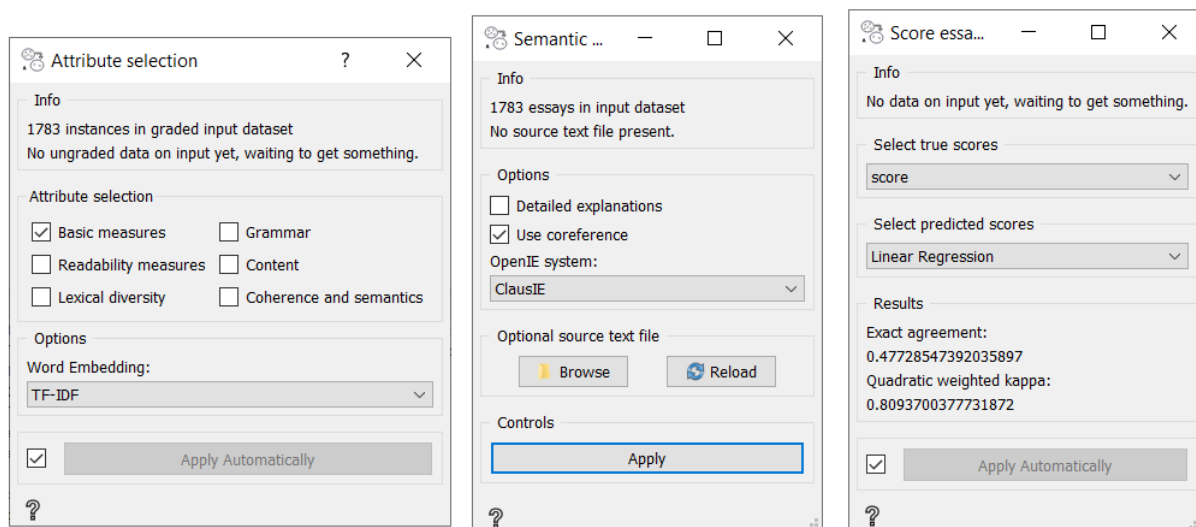 Attribute selection
?
Info
1783 instances in graded input dataset
No ungraded data on input yet, waiting to get something.
Attribute selection
Basic measures
Grammar
Readability measures
Content
Lexical diversity
Coherence and semantics
Options
Word Embedding:
TF-IDF
Apply Automatically
?
Semantic ...
Info
1783 essays in input dataset
No source text file present.
Options
Detailed explanations
Use coreference
OpenIE system:
ClausIE
Optional source text file
Browse
Reload
Controls
Apply
?
Score essa...
Info
No data on input yet, waiting to get something.
Select true scores
score
Select predicted scores
Linear Regression
Results
Exact agreement:
0.47728547392035897
Quadratic weighted kappa:
0.8093700377731872
Apply Automatically
?